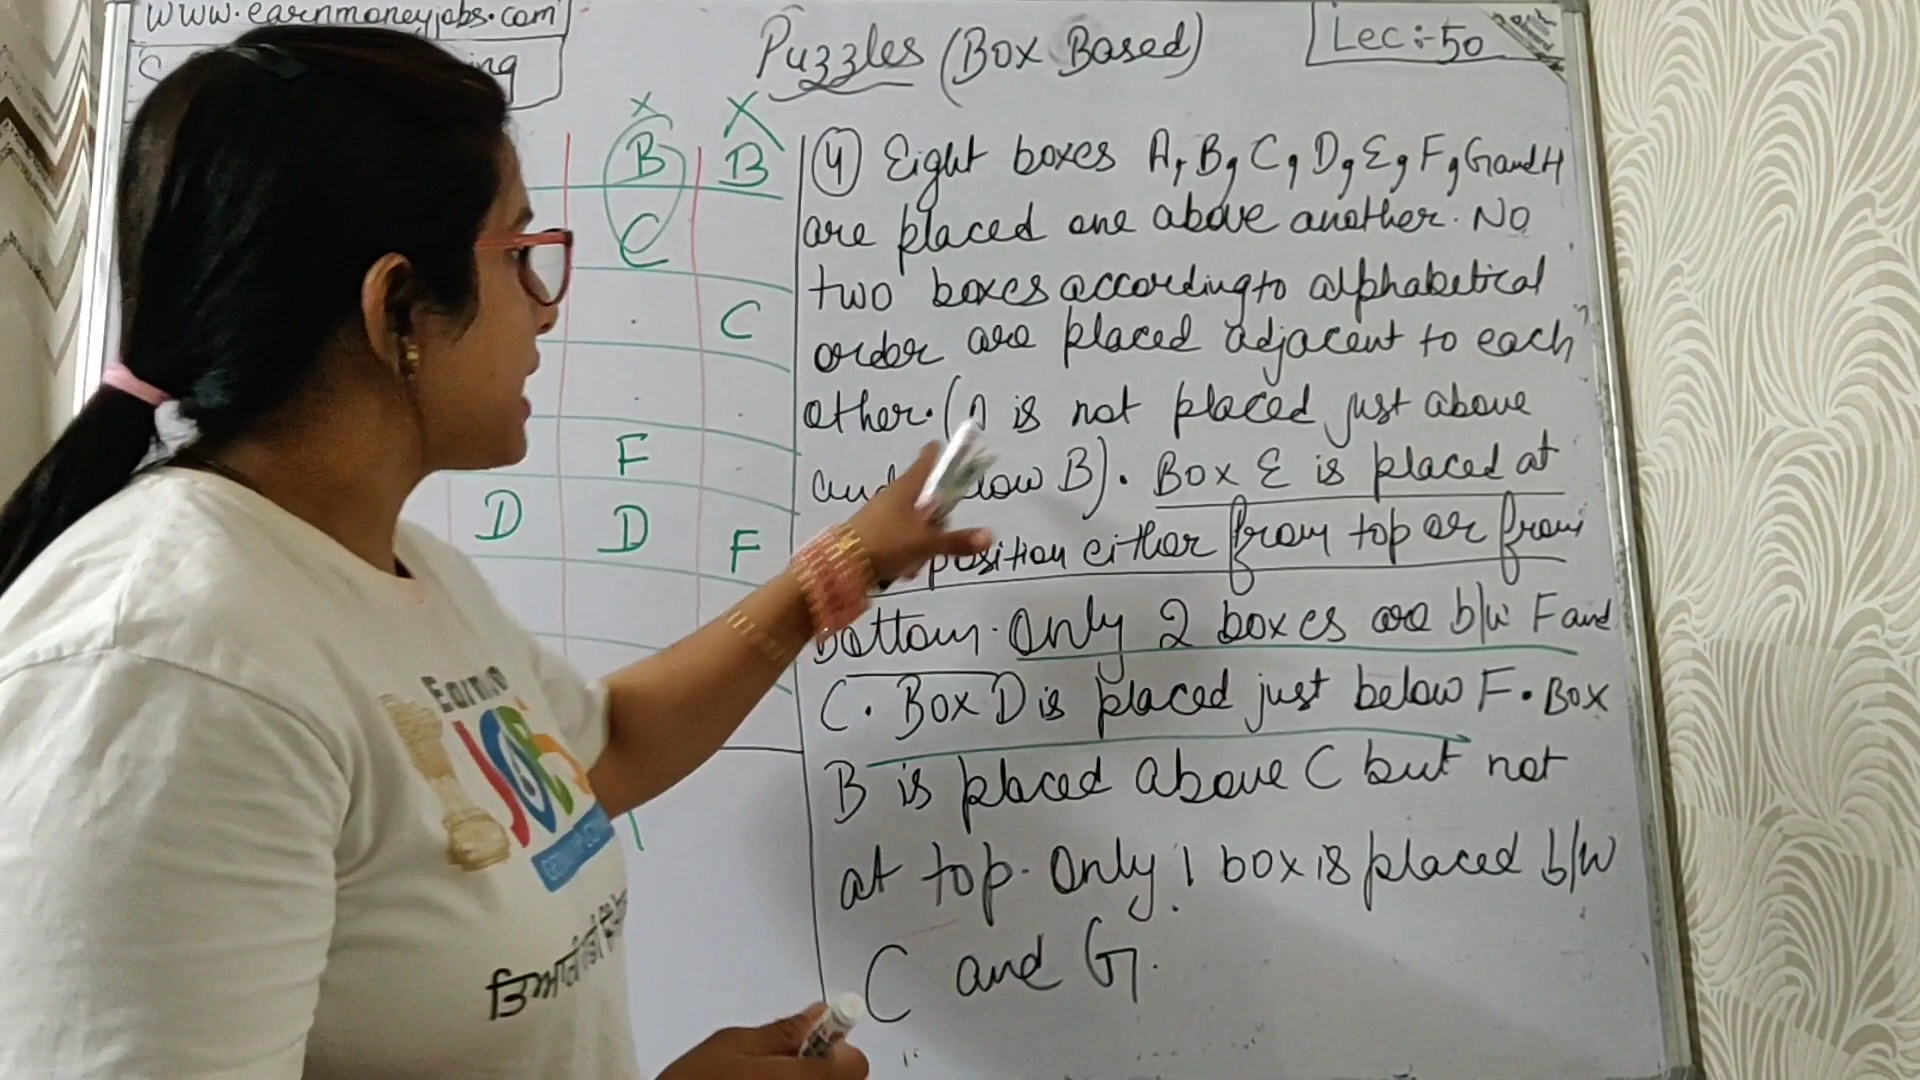 www.earnmoneyjobs.com
ng
Puzzles (Box Based)
Lec:-50
X X
B B
C
C
F
D D F
(4) Eight boxes A, B, C, D, E, F, G and H
are placed one above another. No
two boxes according to alphabetical
order are placed adjacent to each
other. ( is not placed just above
B). Box E is placed at
position either from top or from
bottom. Only 2 boxes are b/w F and
C. Box D is placed just below F. Box
B is placed above C but not
at top. Only 1 box is placed b/w
C and G.
Earn
JOB